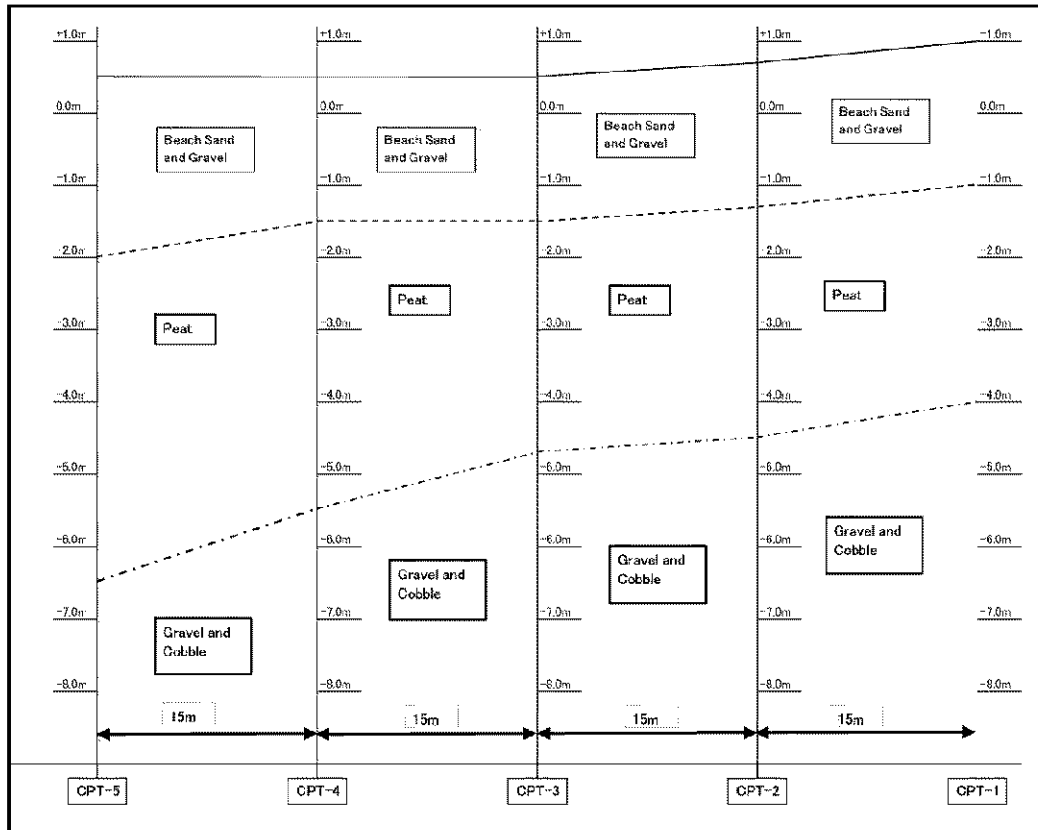 +1.0m +1.0m +1.0m +1.0m -1.0m
0.0m 0.0m 0.0m 0.0m 0.0m
Beach Sand and Gravel
Beach Sand and Gravel
Beach Sand and Gravel
Beach Sand and Gravel
-1.0m -1.0m -1.0m -1.0m -1.0m
-2.0m -2.0m -2.0m -2.0m -2.0m
Peat Peat Peat Peat
-3.0m -3.0m -3.0m -3.0m -3.0m
-4.0m -4.0m -4.0m -4.0m -4.0m
-5.0m -5.0m -5.0m -6.0m -5.0m
-6.0m -6.0m -6.0m -6.0m -6.0m
Gravel and Cobble
Gravel and Cobble
Gravel and Cobble
Gravel and Cobble
-7.0m -7.0m -7.0m -7.0m -7.0m
-8.0m -8.0m -8.0m -8.0m -8.0m
15m 15m 15m 15m
CPT-5 CPT-4 CPT-3 CPT-2 CPT-1